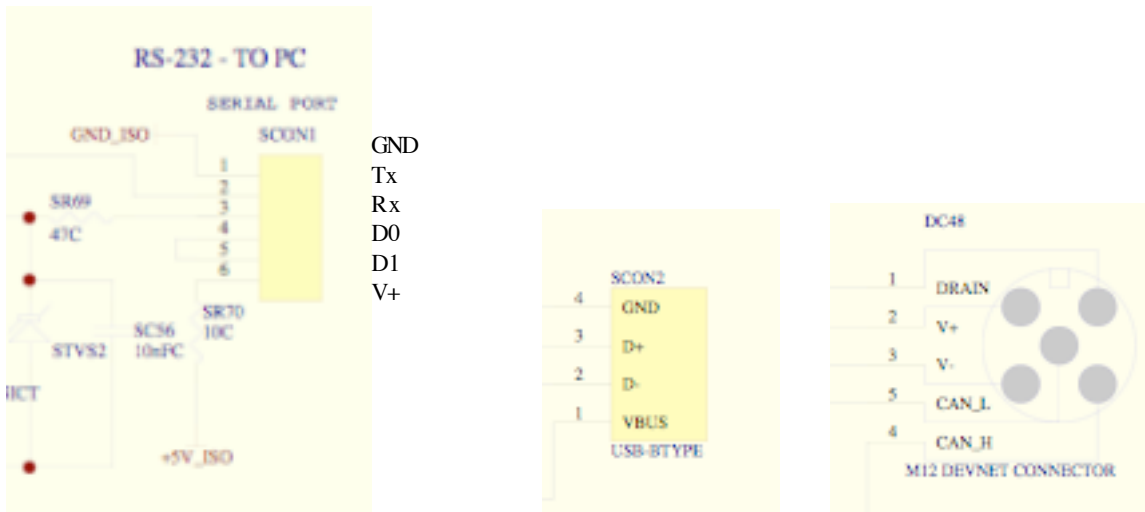 RS-232 - TO PC
SERIAL PORT
GND_ISO
SCON1
1
2
3
4
5
6
GND
Tx
Rx
D0
D1
V+
SR69
47C
SR70
10C
SC56
10nFC
STVS2
+5V_ISO
SCON2
4 GND
3 D+
2 D-
1 VBUS
USB-BTYPE
DC48
1 DRAIN
2 V+
3 V-
5 CAN_L
4 CAN_H
M12 DEVNET CONNECTOR